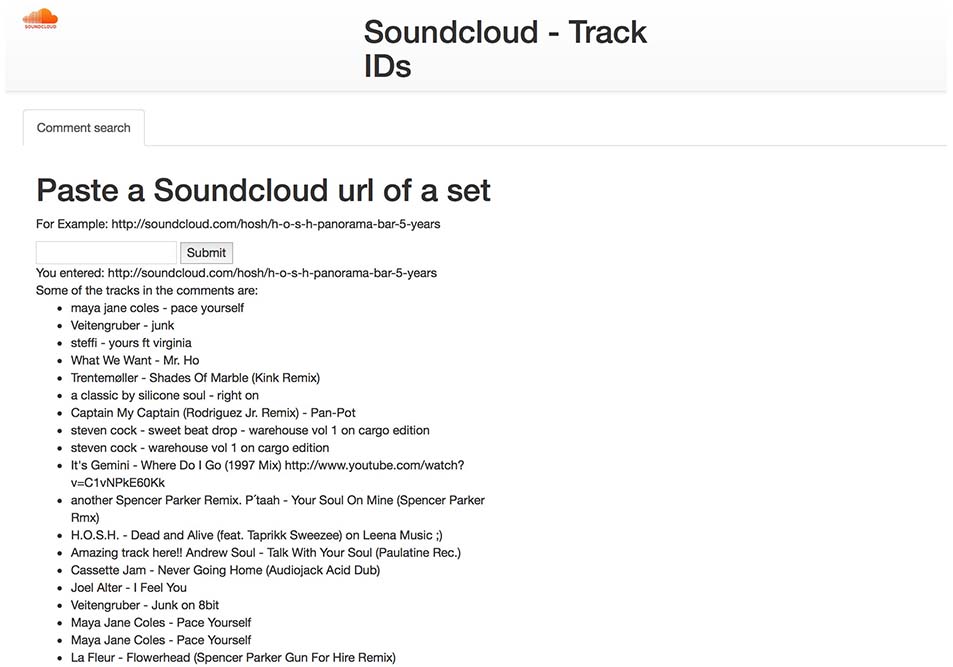 SOUNDCLOUD
Soundcloud - Track
IDs
Comment search
Paste a Soundcloud url of a set
For Example: http://soundcloud.com/hosh/h-o-s-h-panorama-bar-5-years
Submit
You entered: http://soundcloud.com/hosh/h-o-s-h-panorama-bar-5-years
Some of the tracks in the comments are:
• maya jane coles - pace yourself
• Veitengruber - junk
• steffi - yours ft virginia
• What We Want - Mr. Ho
• Trentemøller - Shades Of Marble (Kink Remix)
• a classic by silicone soul - right on
• Captain My Captain (Rodriguez Jr. Remix) - Pan-Pot
• steven cock - sweet beat drop - warehouse vol 1 on cargo edition
• steven cock - warehouse vol 1 on cargo edition
• It's Gemini - Where Do I Go (1997 Mix) http://www.youtube.com/watch?
v=C1vNPkE60Kk
• another Spencer Parker Remix. P´taah - Your Soul On Mine (Spencer Parker
Rmx)
• H.O.S.H. - Dead and Alive (feat. Taprikk Sweezee) on Leena Music ;)
• Amazing track here!! Andrew Soul - Talk With Your Soul (Paulatine Rec.)
• Cassette Jam - Never Going Home (Audiojack Acid Dub)
• Joel Alter - I Feel You
• Veitengruber - Junk on 8bit
• Maya Jane Coles - Pace Yourself
• Maya Jane Coles - Pace Yourself
• La Fleur - Flowerhead (Spencer Parker Gun For Hire Remix)